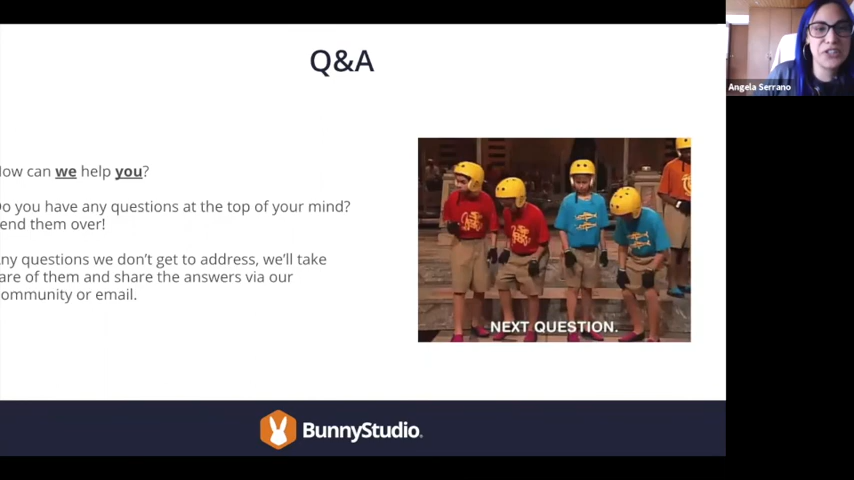 Q&A
Angela Serrano
ow can we help you?
o you have any questions at the top of your mind?
end them over!
ny questions we don't get to address, we'll take
are of them and share the answers via our
ommunity or email.
NEXT QUESTION.
BunnyStudio.